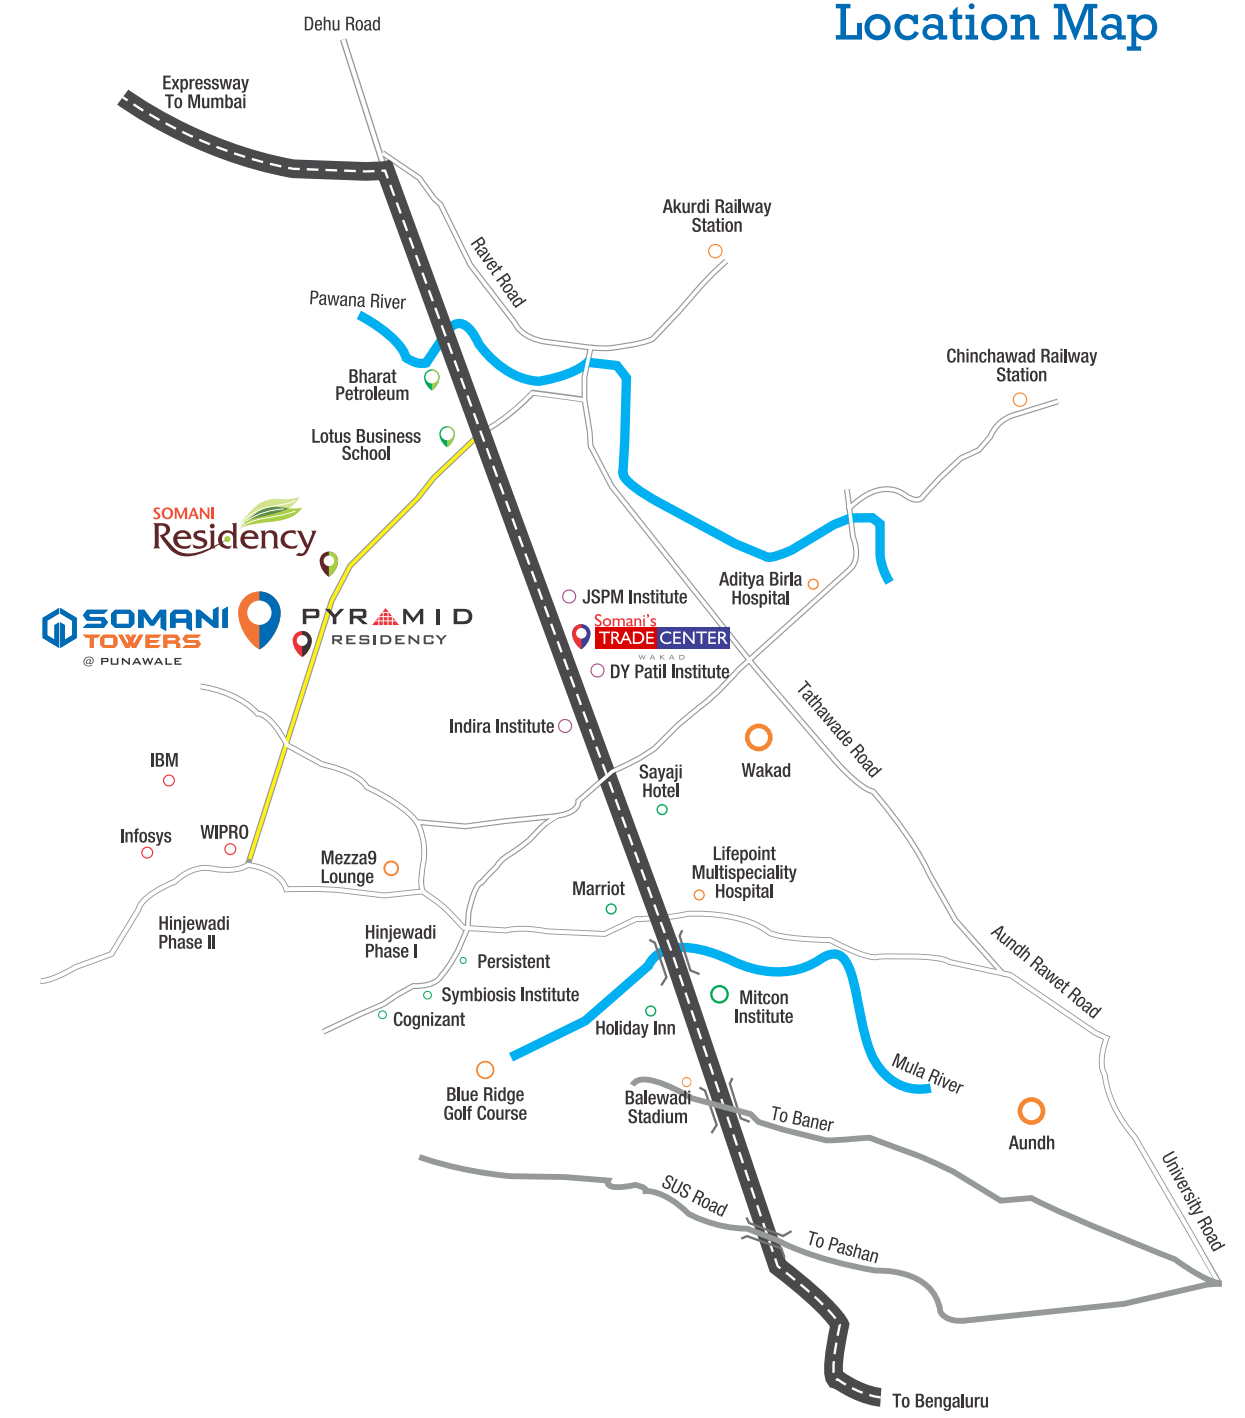 Location Map
Dehu Road
Expressway
To Mumbai
Akurdi Railway
Station
Ravet Road
Pawana River
Chinchawad Railway
Station
Bharat
Petroleum
Lotus Business
School
SOMANI
Residency
Aditya Birla
Hospital
JSPM Institute
SOMANI
TOWERS
@ PUNAWALE
PYRAMID
RESIDENCY
Somani's
TRADE CENTER
WAKAD
DY Patil Institute
Tathawade Road
Indira Institute
Wakad
IBM
Sayaji
Hotel
Infosys
WIPRO
Mezza9
Lounge
Lifepoint
Multispeciality
Hospital
Marriot
Hinjewadi
Phase II
Hinjewadi
Phase I
Aundh Rawet Road
Persistent
Symbiosis Institute
Cognizant
Holiday Inn
Mitcon
Institute
Mula River
Blue Ridge
Golf Course
Balewadi
Stadium
To Baner
Aundh
University Road
SUS Road
To Pashan
To Bengaluru